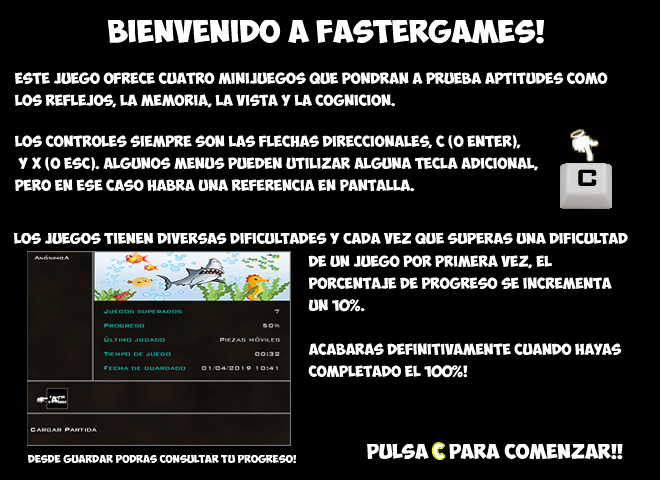 BIENVENIDO A FASTERGAMES!
ESTE JUEGO OFRECE CUATRO MINIJUEGOS QUE PONDRAN A PRUEBA APTITUDES COMO
LOS REFLEJOS, LA MEMORIA, LA VISTA Y LA COGNICION.
LOS CONTROLES SIEMPRE SON LAS FLECHAS DIRECCIONALES, C (O ENTER),
Y X (O ESC). ALGUNOS MENUS PUEDEN UTILIZAR ALGUNA TECLA ADICIONAL,
PERO EN ESE CASO HABRA UNA REFERENCIA EN PANTALLA.
C
LOS JUEGOS TIENEN DIVERSAS DIFICULTADES Y CADA VEZ QUE SUPERAS UNA DIFICULTAD
DE UN JUEGO POR PRIMERA VEZ, EL
PORCENTAJE DE PROGRESO SE INCREMENTA
UN 10%.
ACABARAS DEFINITIVAMENTE CUANDO HAYAS
COMPLETADO EL 100%!
ANÓNIMOA
JUEGOS SUPERADOS 7
PROGRESO 50%
ÚLTIMO JUGADO PIEZAS MÓVILES
TIEMPO DE JUEGO 00:32
FECHA DE GUARDADO 01/04/2019 10:41
CARGAR PARTIDA
DESDE GUARDAR PODRAS CONSULTAR TU PROGRESO!
PULSA C PARA COMENZAR!!